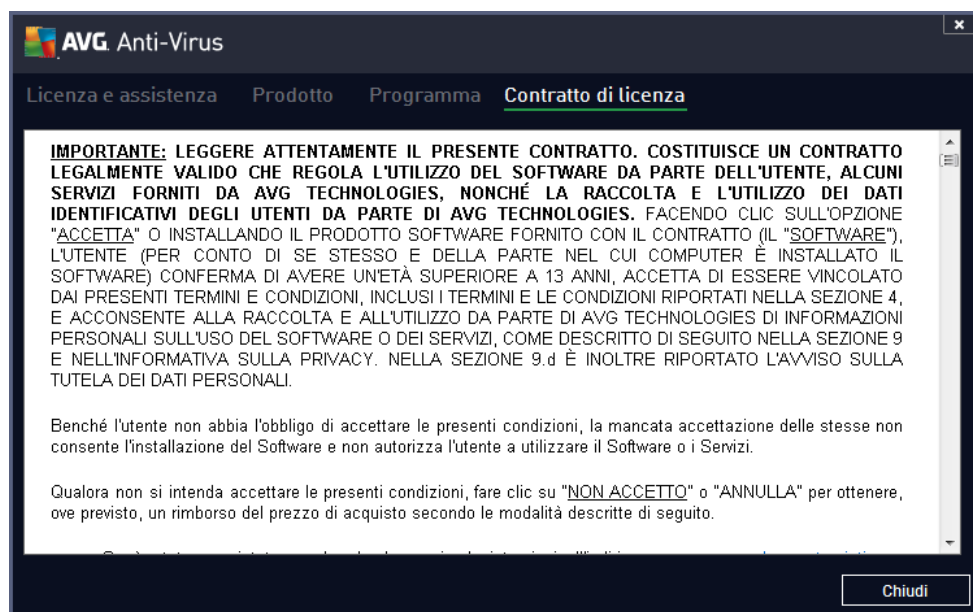 AVG. Anti-Virus
Licenza e assistenza Prodotto Programma Contratto di licenza
IMPORTANTE: LEGGERE ATTENTAMENTE IL PRESENTE CONTRATTO. COSTITUISCE UN CONTRATTO
LEGALMENTE VALIDO CHE REGOLA L'UTILIZZO DEL SOFTWARE DA PARTE DELL'UTENTE, ALCUNI
SERVIZI FORNITI DA AVG TECHNOLOGIES, NONCHÉ LA RACCOLTA E L'UTILIZZO DEI DATI
IDENTIFICATIVI DEGLI UTENTI DA PARTE DI AVG TECHNOLOGIES. FACENDO CLIC SULL'OPZIONE
"ACCETTA" O INSTALLANDO IL PRODOTTO SOFTWARE FORNITO CON IL CONTRATTO (IL "SOFTWARE"),
L'UTENTE (PER CONTO DI SE STESSO E DELLA PARTE NEL CUI COMPUTER È INSTALLATO IL
SOFTWARE) CONFERMA DI AVERE UN'ETÀ SUPERIORE A 13 ANNI, ACCETTA DI ESSERE VINCOLATO
DAI PRESENTI TERMINI E CONDIZIONI, INCLUSI I TERMINI E LE CONDIZIONI RIPORTATI NELLA SEZIONE 4,
E ACCONSENTE ALLA RACCOLTA E ALL'UTILIZZO DA PARTE DI AVG TECHNOLOGIES DI INFORMAZIONI
PERSONALI SULL'USO DEL SOFTWARE O DEI SERVIZI, COME DESCRITTO DI SEGUITO NELLA SEZIONE 9
E NELL'INFORMATIVA SULLA PRIVACY. NELLA SEZIONE 9.d È INOLTRE RIPORTATO L'AVVISO SULLA
TUTELA DEI DATI PERSONALI.
Benché l'utente non abbia l'obbligo di accettare le presenti condizioni, la mancata accettazione delle stesse non
consente l'installazione del Software e non autorizza l'utente a utilizzare il Software o i Servizi.
Qualora non si intenda accettare le presenti condizioni, fare clic su "NON ACCETTO" o "ANNULLA" per ottenere,
ove previsto, un rimborso del prezzo di acquisto secondo le modalità descritte di seguito.
Chiudi